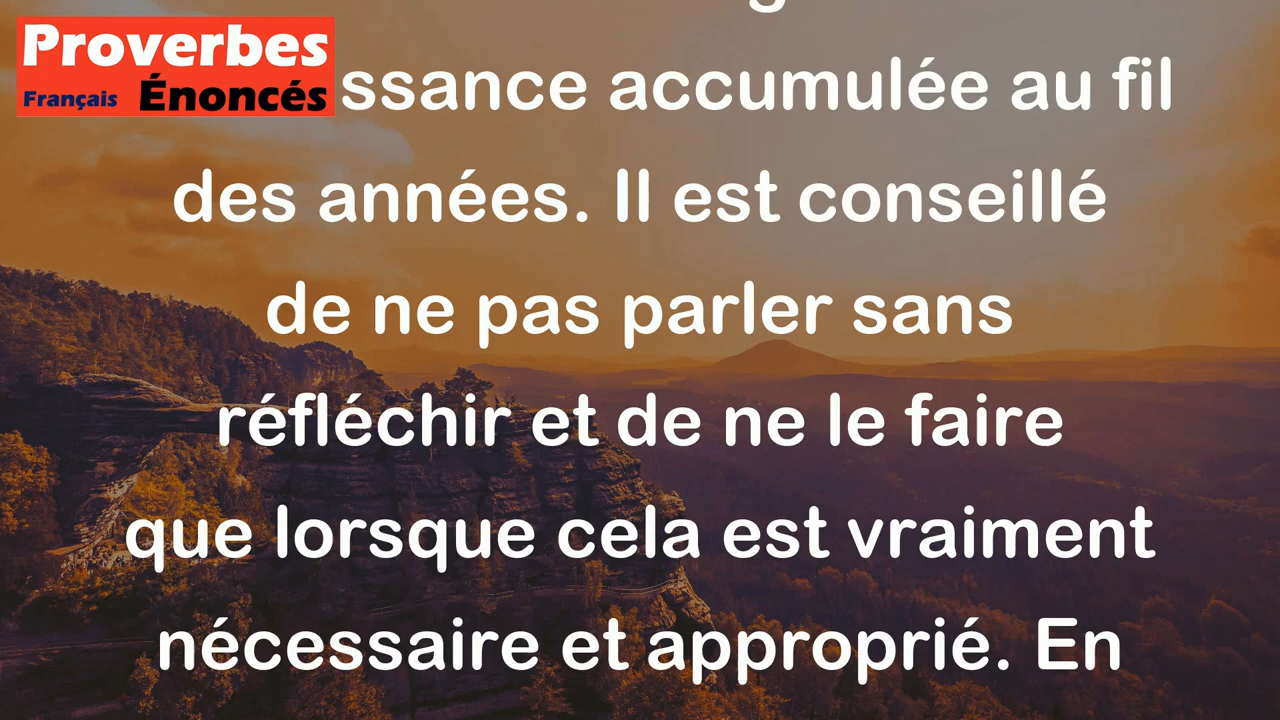 Proverbes
Français Énoncés
ssance accumulée au fil
des années. Il est conseillé
de ne pas parler sans
réfléchir et de ne le faire
que lorsque cela est vraiment
nécessaire et approprié. En